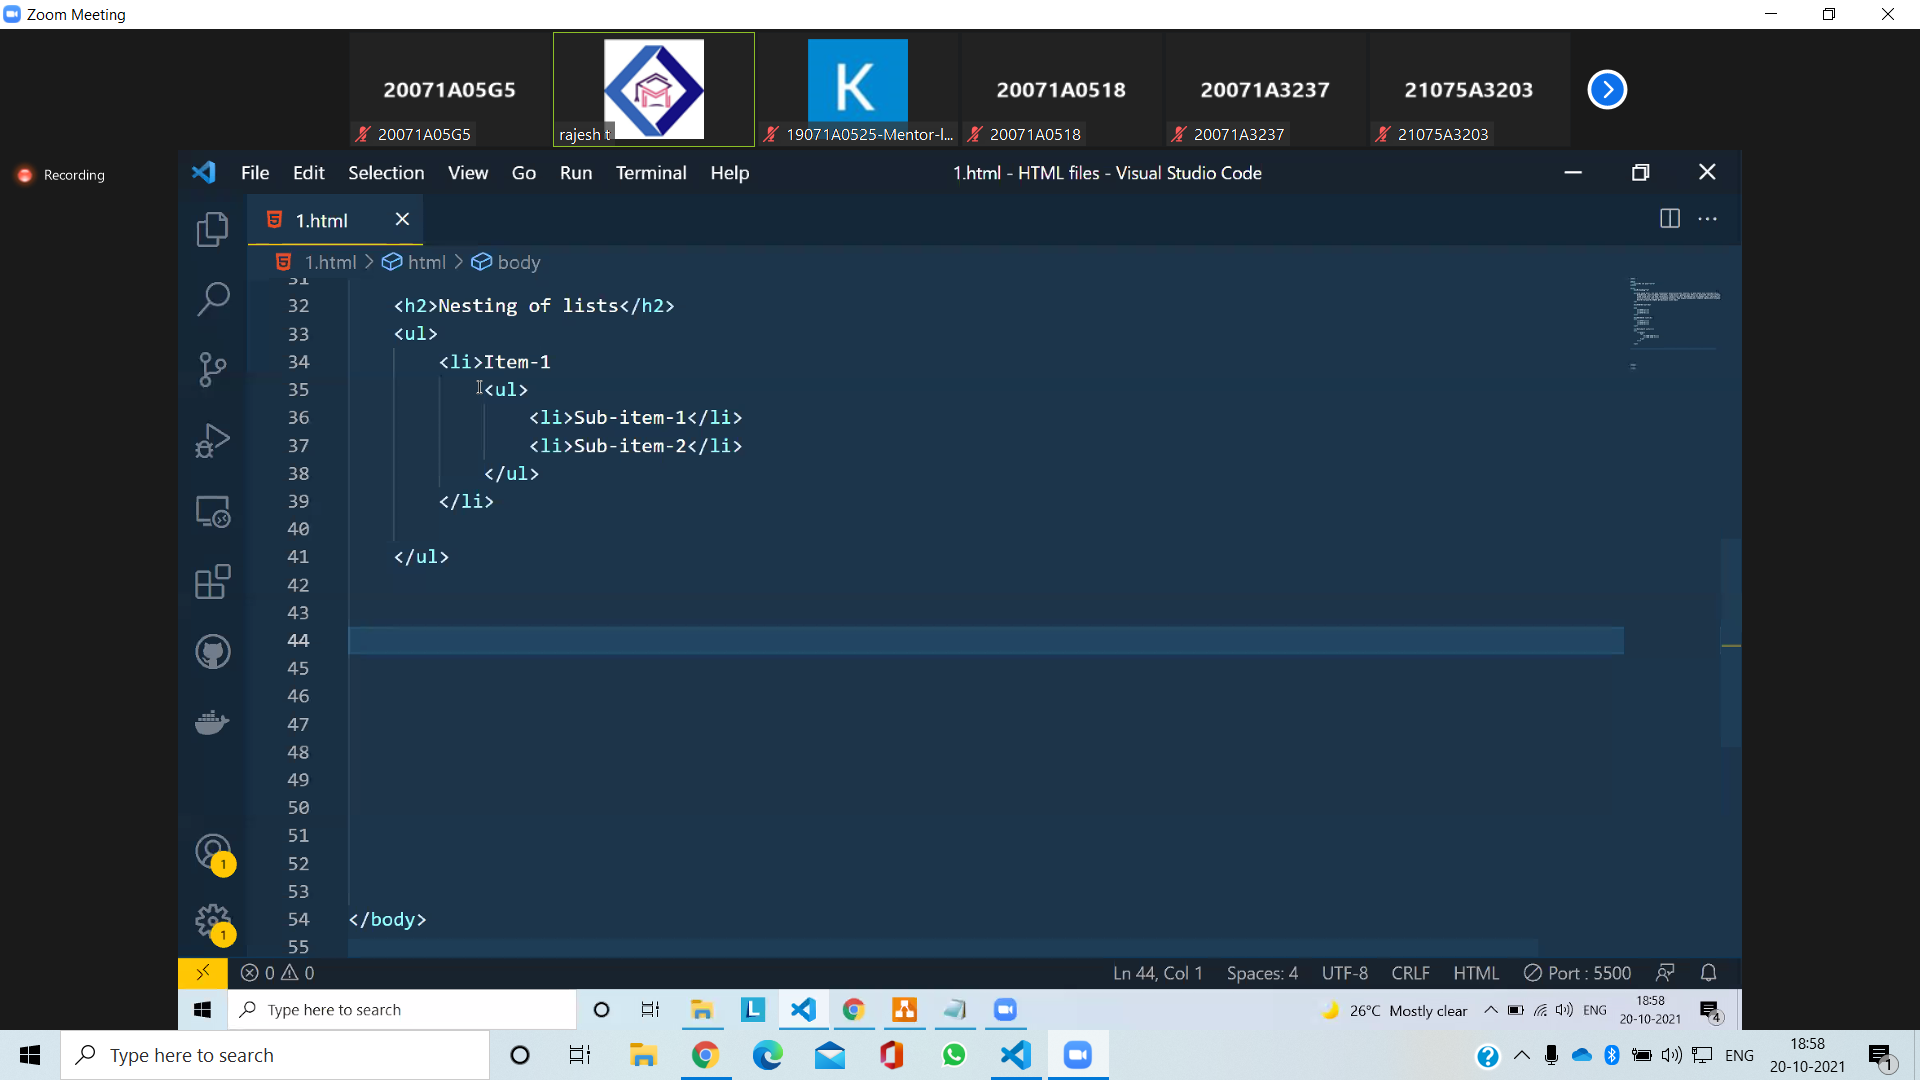 Zoom Meeting
20071A05G5
K
20071A0518
20071A3237
21075A3203
20071A05G5
rajesh t
19071A0525-Mentor-I...
20071A0518
20071A3237
21075A3203
Recording
File Edit Selection View Go Run Terminal Help
1.html - HTML files - Visual Studio Code
1.html
1.html > html > body
31
32 <h2>Nesting of lists</h2>
33 <ul>
34 <li>Item-1
35 <ul>
36 <li>Sub-item-1</li>
37 <li>Sub-item-2</li>
38 </ul>
39 </li>
40
41 </ul>
42
43
44
45
46
47
48
49
50
51
52
53
54 </body>
55
1
1
0 0 Ln 44, Col 1 Spaces: 4 UTF-8 CRLF HTML Port : 5500
Type here to search
L
26°C Mostly clear ENG
18:58
20-10-2021
4
Type here to search
ENG
18:58
20-10-2021
1